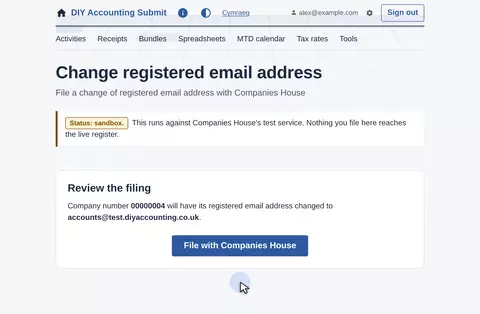 DIY Accounting Submit
Cymraeg
alex@example.com
Sign out
Activities Receipts Bundles Spreadsheets MTD calendar Tax rates Tools
Change registered email address
File a change of registered email address with Companies House
Status: sandbox. This runs against Companies House's test service. Nothing you file here reaches
the live register.
Review the filing
Company number 00000004 will have its registered email address changed to
accounts@test.diyaccounting.co.uk.
File with Companies House